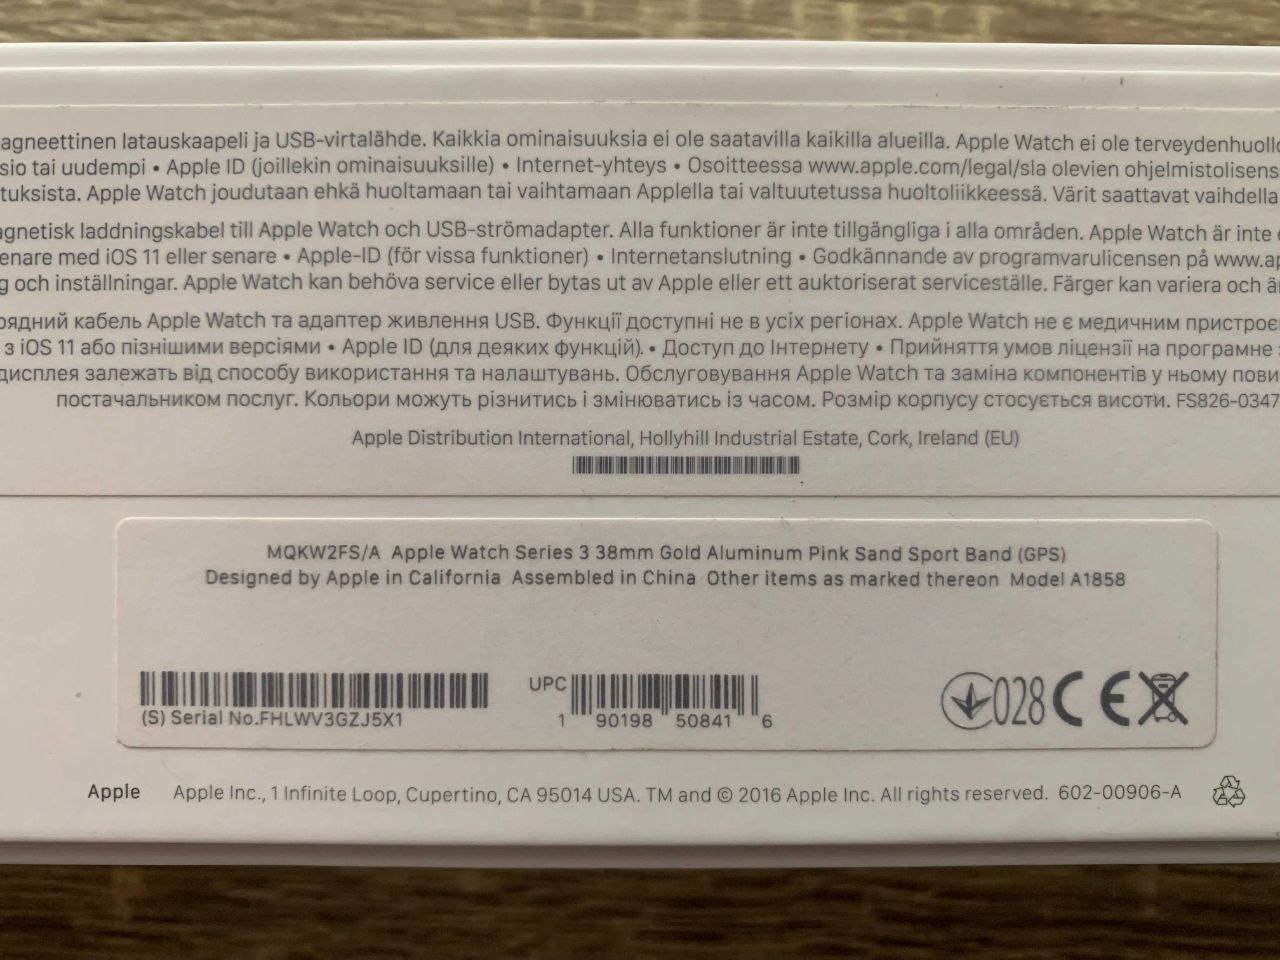 agneettinen latauskaapeli ja USB-virtalähde. Kaikkia ominaisuuksia ei ole saatavilla kaikilla alueilla. Apple Watch ei ole terveydenhuollo
sio tai uudempi • Apple ID (joillekin ominaisuuksille) • Internet-yhteys • Osoitteessa www.apple.com/legal/sla olevien ohjelmistolisens
tuksista. Apple Watch joudutaan ehkä huoltamaan tai vaihtamaan Applella tai valtuutetussa huoltoliikkeessä. Värit saattavat vaihdella
agnetisk laddningskabel till Apple Watch och USB-strömadapter. Alla funktioner är inte tillgängliga i alla områden. Apple Watch är inte
enare med iOS 11 eller senare • Apple-ID (för vissa funktioner) • Internetanslutning • Godkännande av programvarulicensen på www.ap
g och inställningar. Apple Watch kan behöva service eller bytas ut av Apple eller ett auktoriserat serviceställe. Färger kan variera och är
рядний кабель Apple Watch та адаптер живлення USB. Функції доступні не в усіх регіонах. Apple Watch не є медичним пристроє
з iOS 11 або пізнішими версіями • Apple ID (для деяких функцій). • Доступ до Інтернету • Прийняття умов ліцензії на програмне з
дисплея залежать від способу використання та налаштувань. Обслуговування Apple Watch та заміна компонентів у ньому пови
постачальником послуг. Кольори можуть різнитись і змінюватись із часом. Розмір корпусу стосується висоти. FS826-0347
Apple Distribution International, Hollyhill Industrial Estate, Cork, Ireland (EU)
MQKW2FS/A Apple Watch Series 3 38mm Gold Aluminum Pink Sand Sport Band (GPS)
Designed by Apple in California Assembled in China Other items as marked thereon Model A1858
(S) Serial No.FHLWV3GZJ5X1
UPC
1 90198 50841 6
028 CE
Apple Apple Inc., 1 Infinite Loop, Cupertino, CA 95014 USA. TM and © 2016 Apple Inc. All rights reserved. 602-00906-A